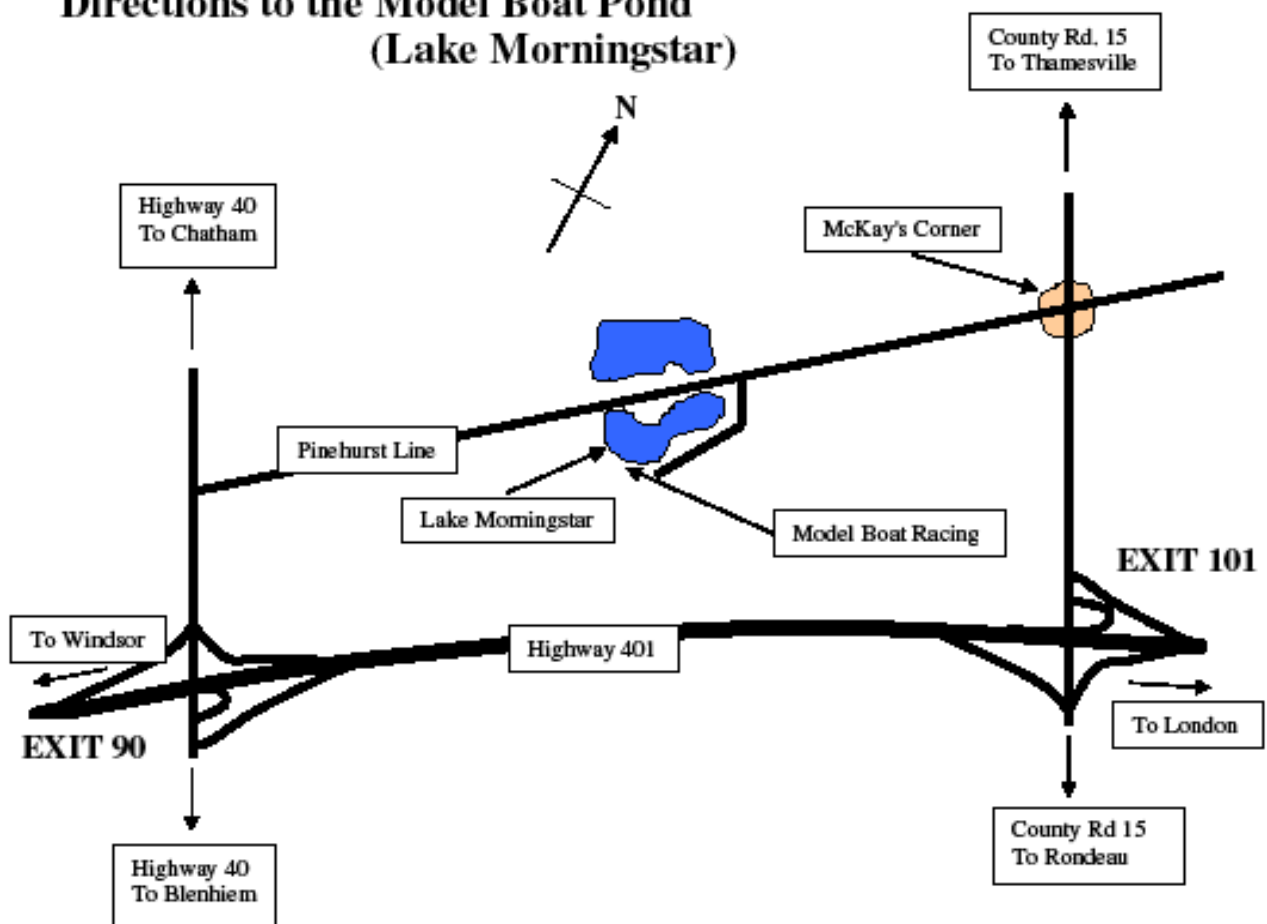 Directions to the Model Boat Pond
(Lake Morningstar)
County Rd. 15
To Thamesville
N
Highway 40
To Chatham
McKay's Corner
Pinehurst Line
Lake Morningstar
Model Boat Racing
EXIT 101
To Windsor
Highway 401
To London
EXIT 90
County Rd 15
To Rondeau
Highway 40
To Blenhiem